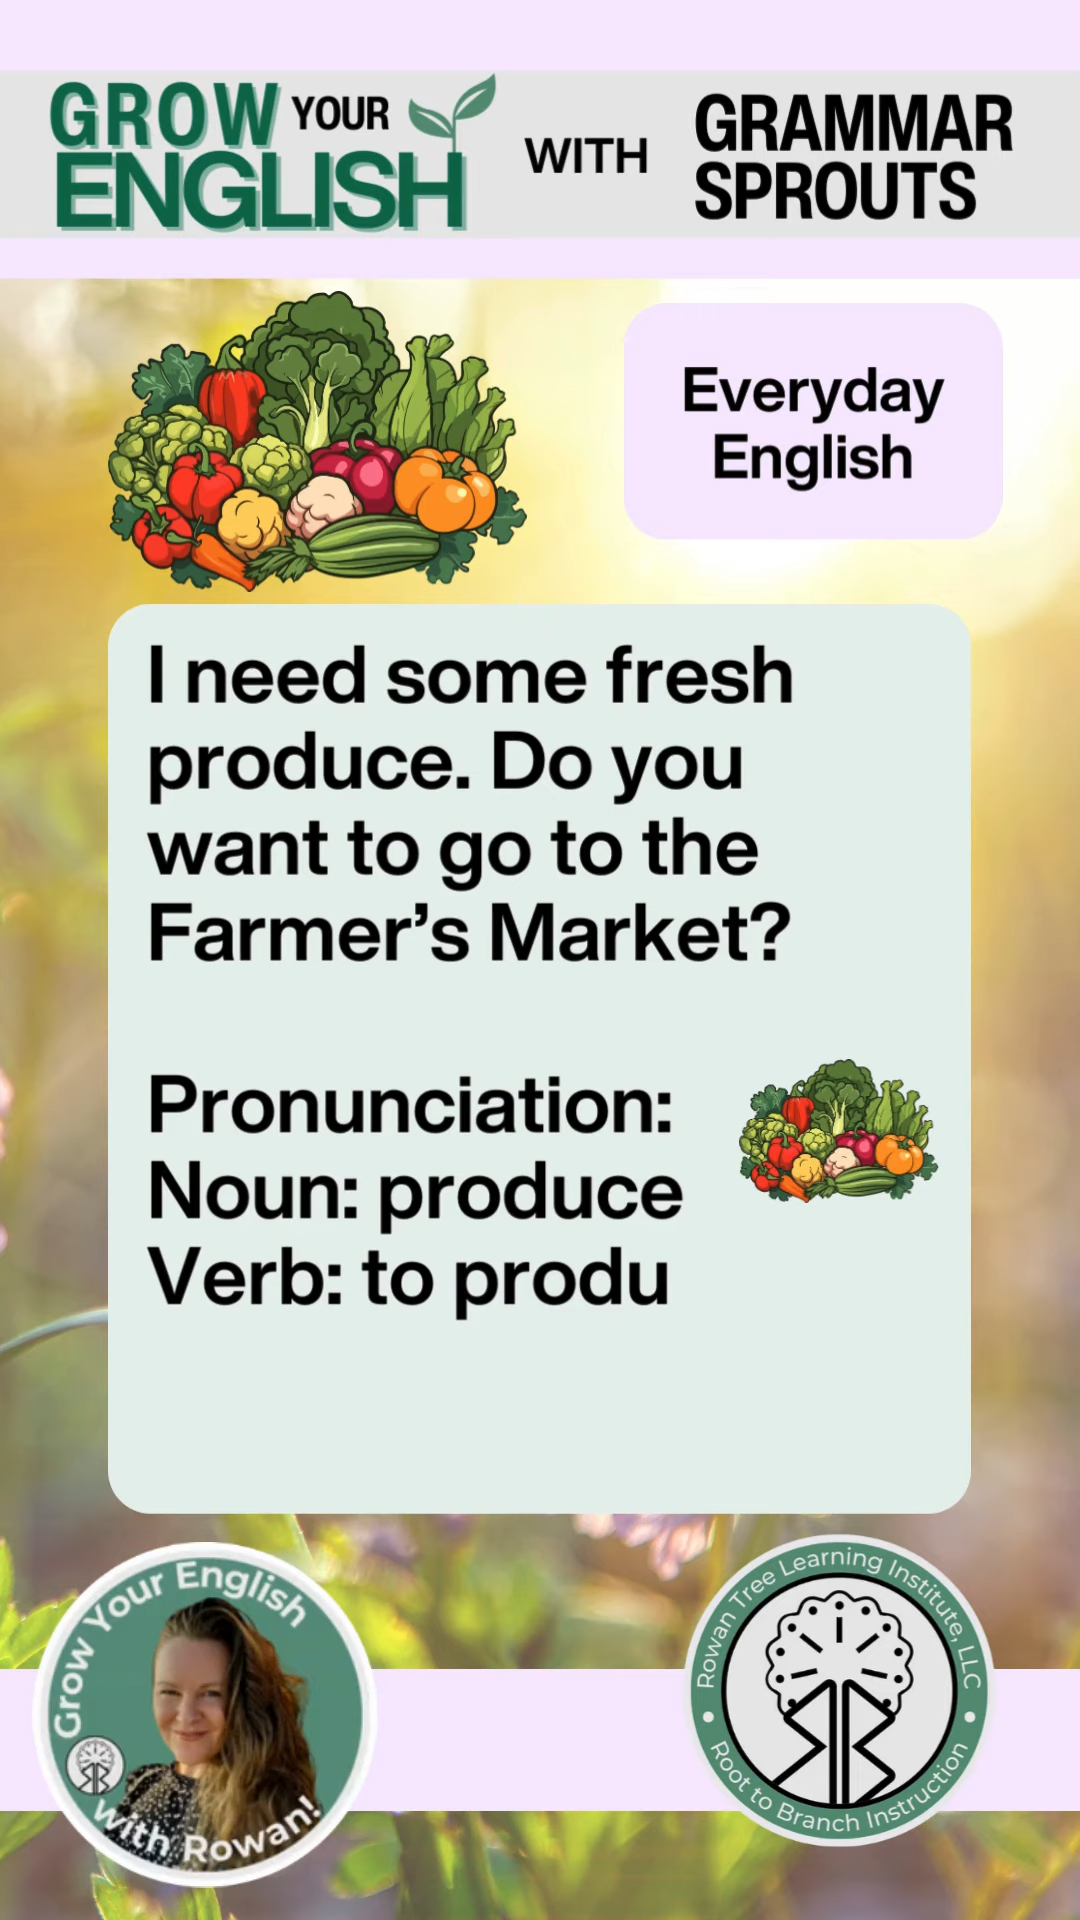 GROW YOUR
ENGLISH
WITH
GRAMMAR
SPROUTS
Everyday
English
I need some fresh
produce. Do you
want to go to the
Farmer’s Market?
Pronunciation:
Noun: produce
Verb: to produ
Grow Your English
with Rowan!
Rowan Tree Learning Institute, LLC
Root to Branch Instruction